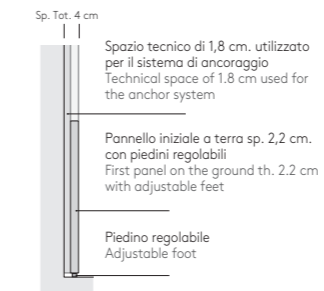 Sp. Tot. 4 cm
Spazio tecnico di 1,8 cm. utilizzato
per il sistema di ancoraggio
Technical space of 1.8 cm used for
the anchor system
Pannello iniziale a terra sp. 2,2 cm.
con piedini regolabili
First panel on the ground th. 2.2 cm
with adjustable feet
Piedino regolabile
Adjustable foot